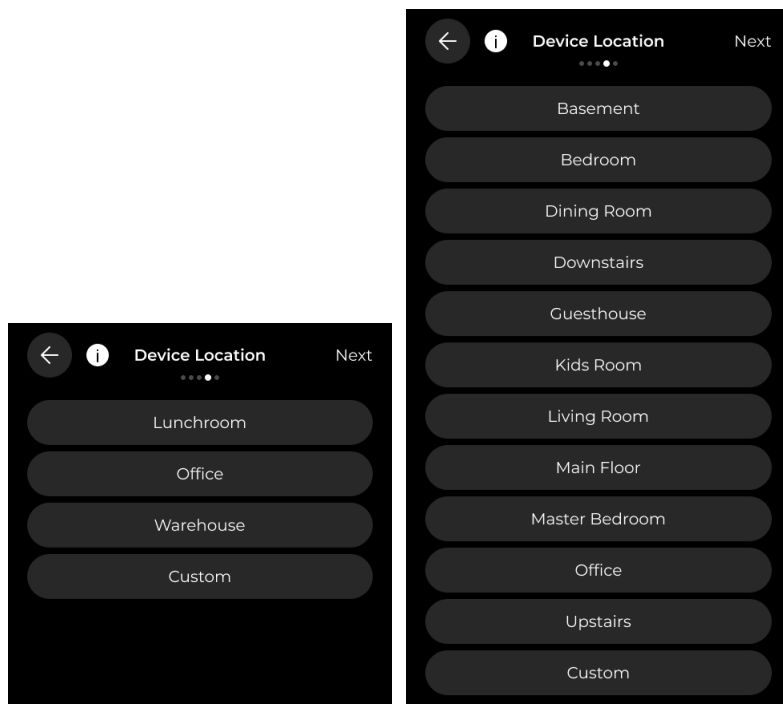 Device Location
Next
Lunchroom
Office
Warehouse
Custom
Device Location
Next
Basement
Bedroom
Dining Room
Downstairs
Guesthouse
Kids Room
Living Room
Main Floor
Master Bedroom
Office
Upstairs
Custom